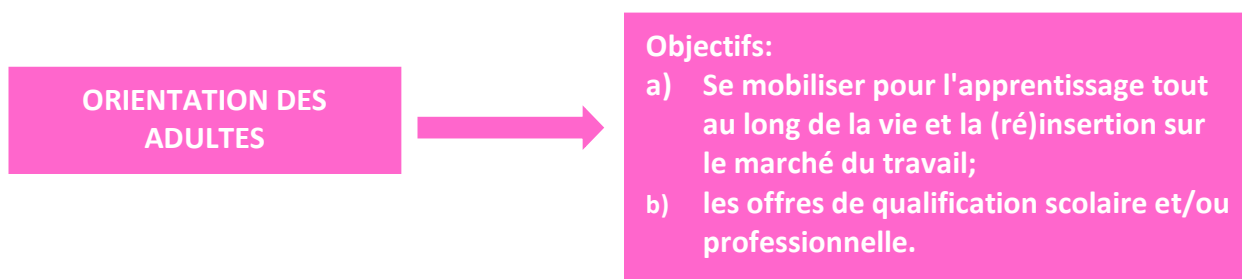 ORIENTATION DES
ADULTES
Objectifs:
a) Se mobiliser pour l'apprentissage tout
au long de la vie et la (ré)insertion sur
le marché du travail;
b) les offres de qualification scolaire et/ou
professionnelle.